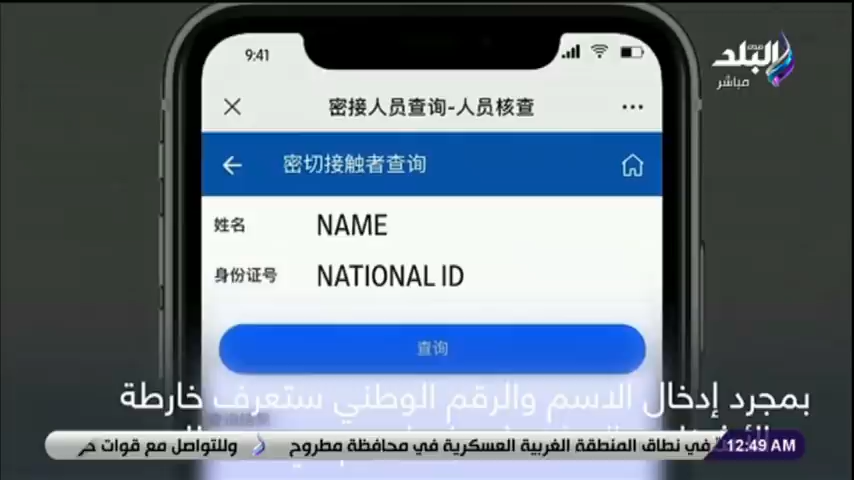 9:41
صدى
البلد
مباشر
密接人员查询-人员核查
密切接触者查询
姓名 NAME
身份证号 NATIONAL ID
查询
بمجرد إدخال الاسم والرقم الوطني ستعرف خارطة
12:49 AM في نطاق المنطقة الغربية العسكرية في محافظة مطروح وللتواصل مع قوات